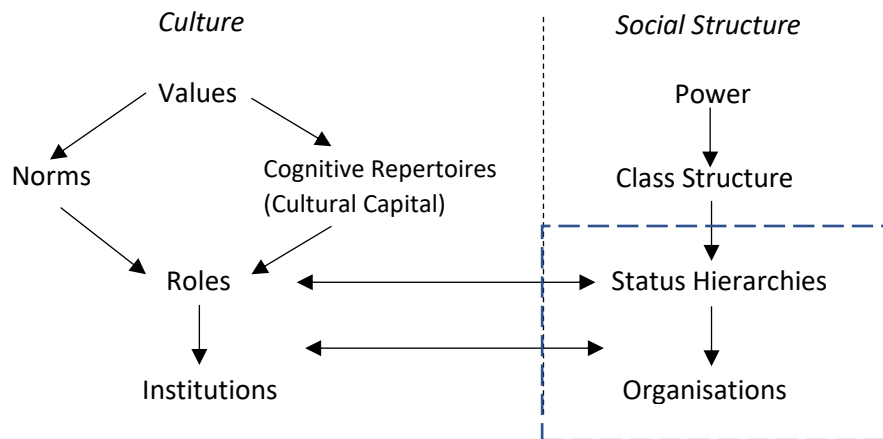 Culture
Social Structure
Values
Power
Norms
Cognitive Repertoires
(Cultural Capital)
Class Structure
Roles
Status Hierarchies
Institutions
Organisations